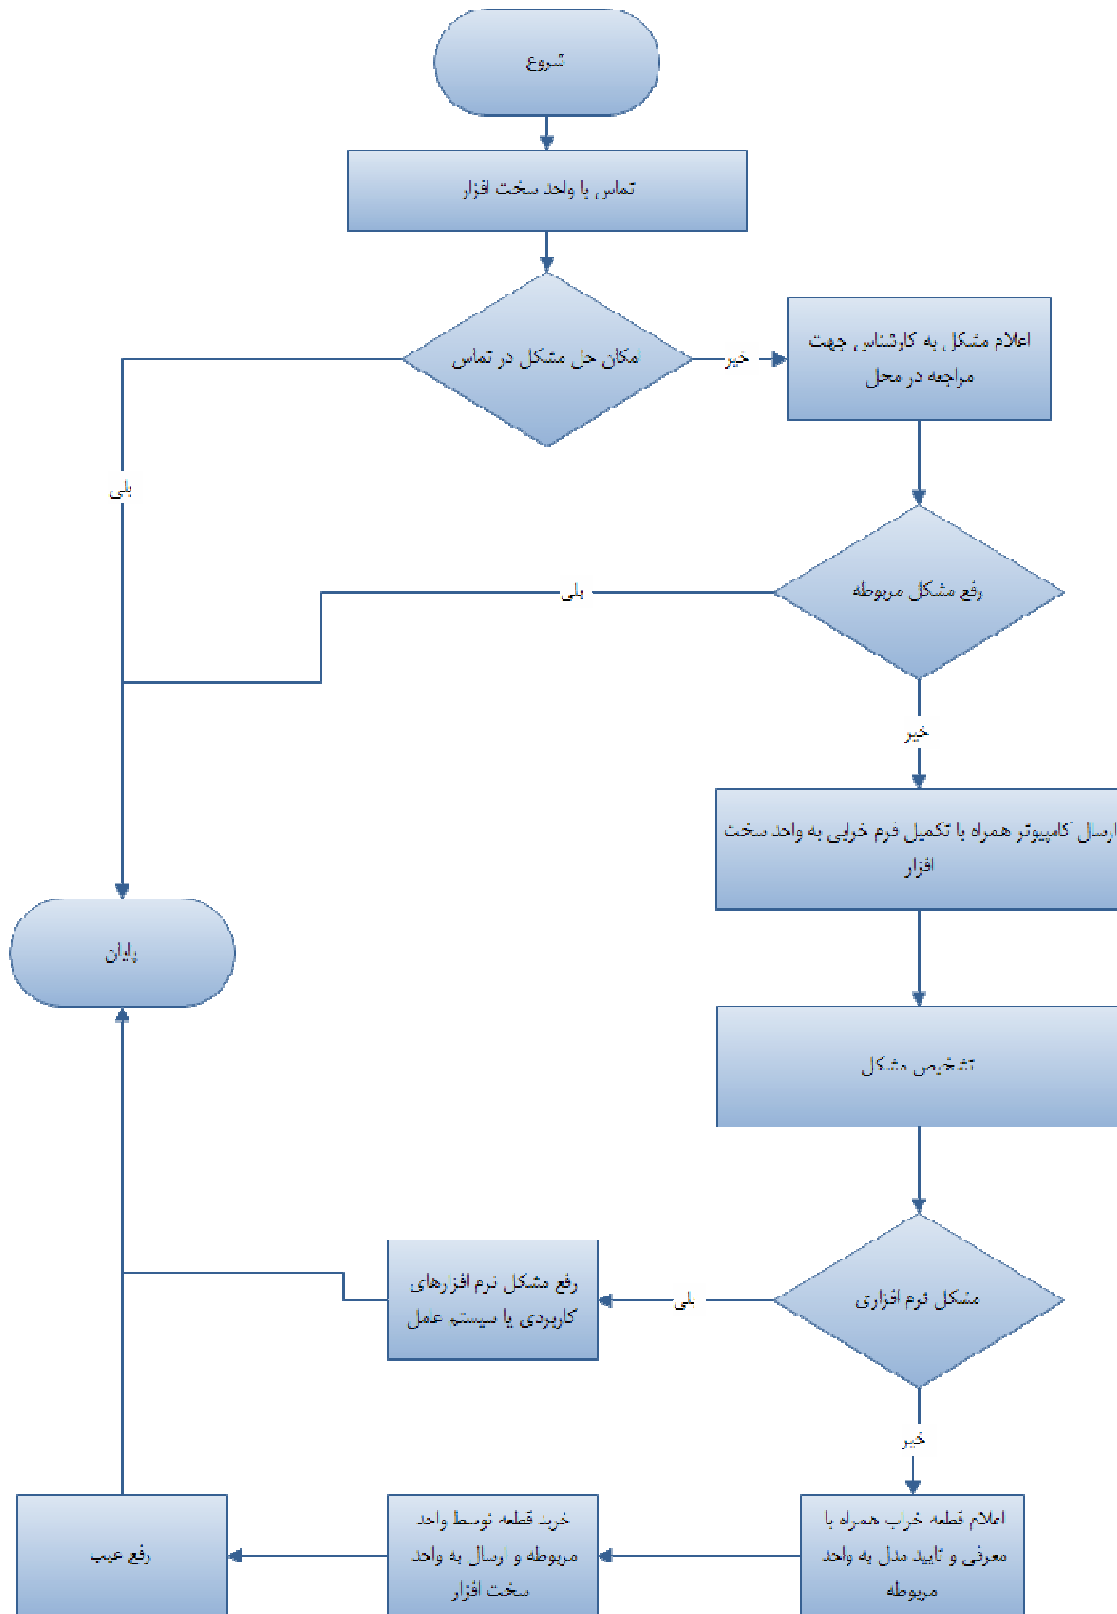 شروع
تماس با واحد سخت افزار
امکان حل مشکل در تماس
خیر
اعلام مشکل به کارشناس جهت
مراجعه در محل
بلی
رفع مشکل مربوطه
بلی
خیر
ارسال کامپیوتر همراه با تکمیل فرم خرابی به واحد سخت
افزار
پایان
تشخیص مشکل
مشکل نرم افزاری
بلی
رفع مشکل نرم افزارهای
کاربردی یا سیستم عامل
خیر
اعلام قطعه خراب همراه با
معرفی و تایید مدل به واحد
مربوطه
خرید قطعه توسط واحد
مربوطه و ارسال به واحد
سخت افزار
رفع عیب